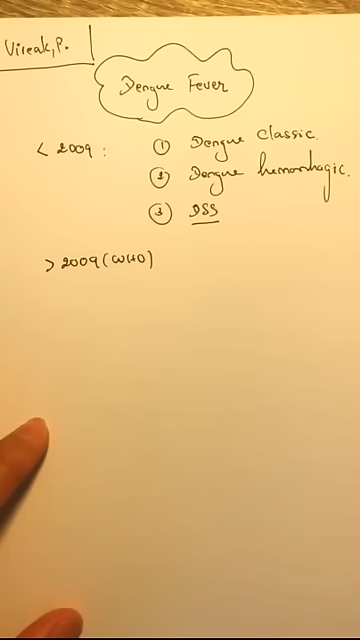 Vireak, P.
Dengue Fever
< 2009 : ① Dengue classic.
② Dengue hemorrhagic.
③ DSS
> 2009 (WHO)